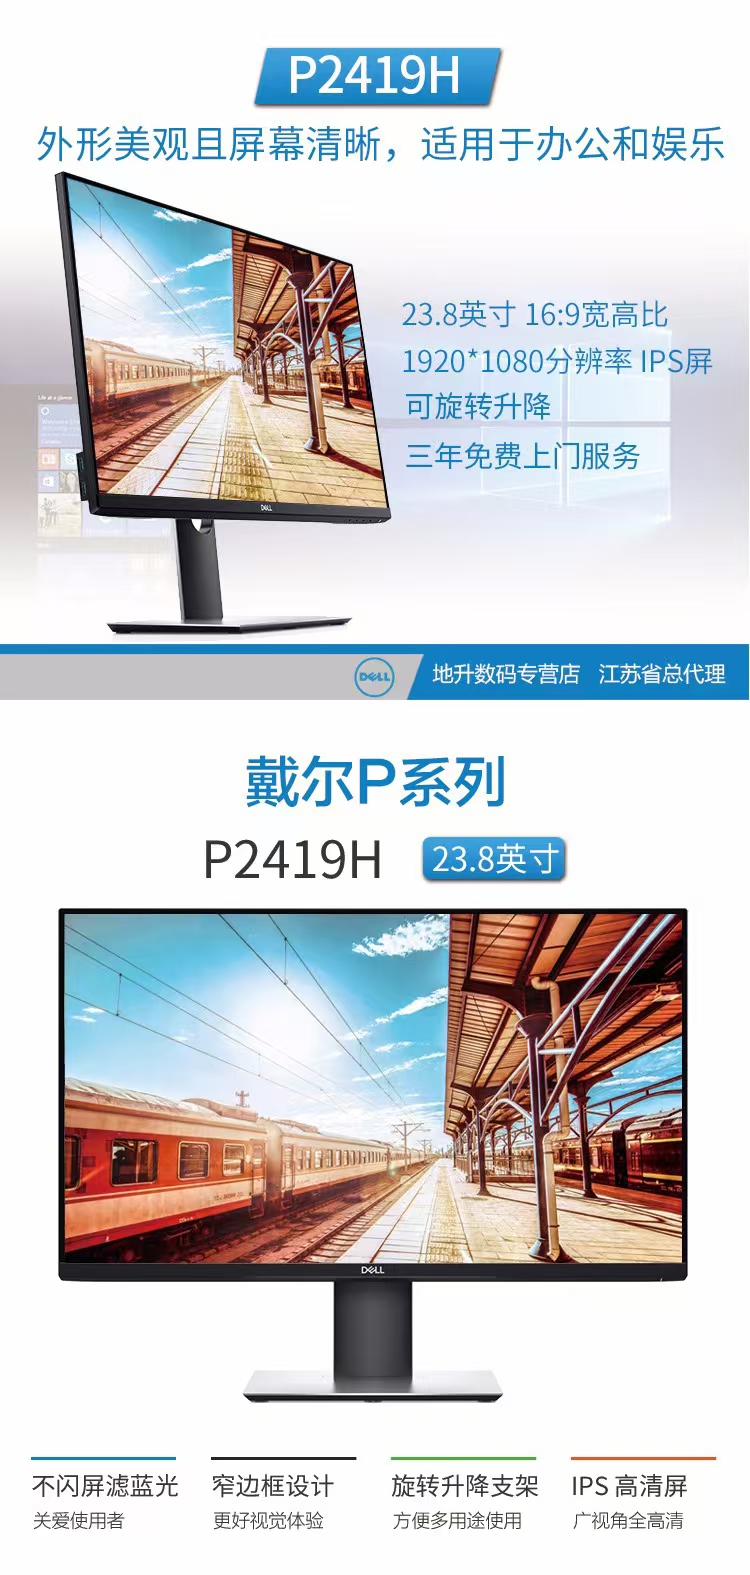 P2419H
外形美观且屏幕清晰，适用于办公和娱乐
23.8英寸 16:9宽高比
1920*1080分辨率 IPS屏
可旋转升降
三年免费上门服务
Life at a glance
DELL
DELL
地升数码专营店 江苏省总代理
戴尔P系列
P2419H
23.8英寸
DELL
不闪屏滤蓝光
关爱使用者
窄边框设计
更好视觉体验
旋转升降支架
方便多用途使用
IPS 高清屏
广视角全高清